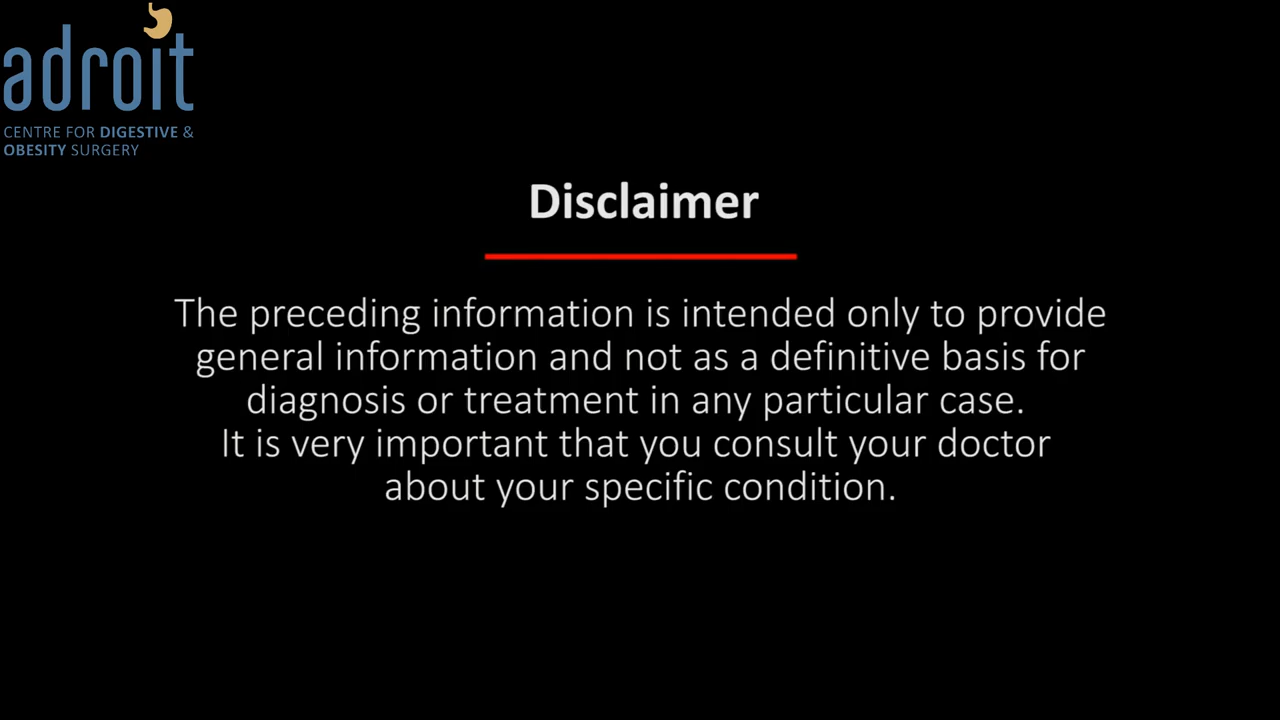 adroit
CENTRE FOR DIGESTIVE &
OBESITY SURGERY
Disclaimer
The preceding information is intended only to provide
general information and not as a definitive basis for
diagnosis or treatment in any particular case.
It is very important that you consult your doctor
about your specific condition.